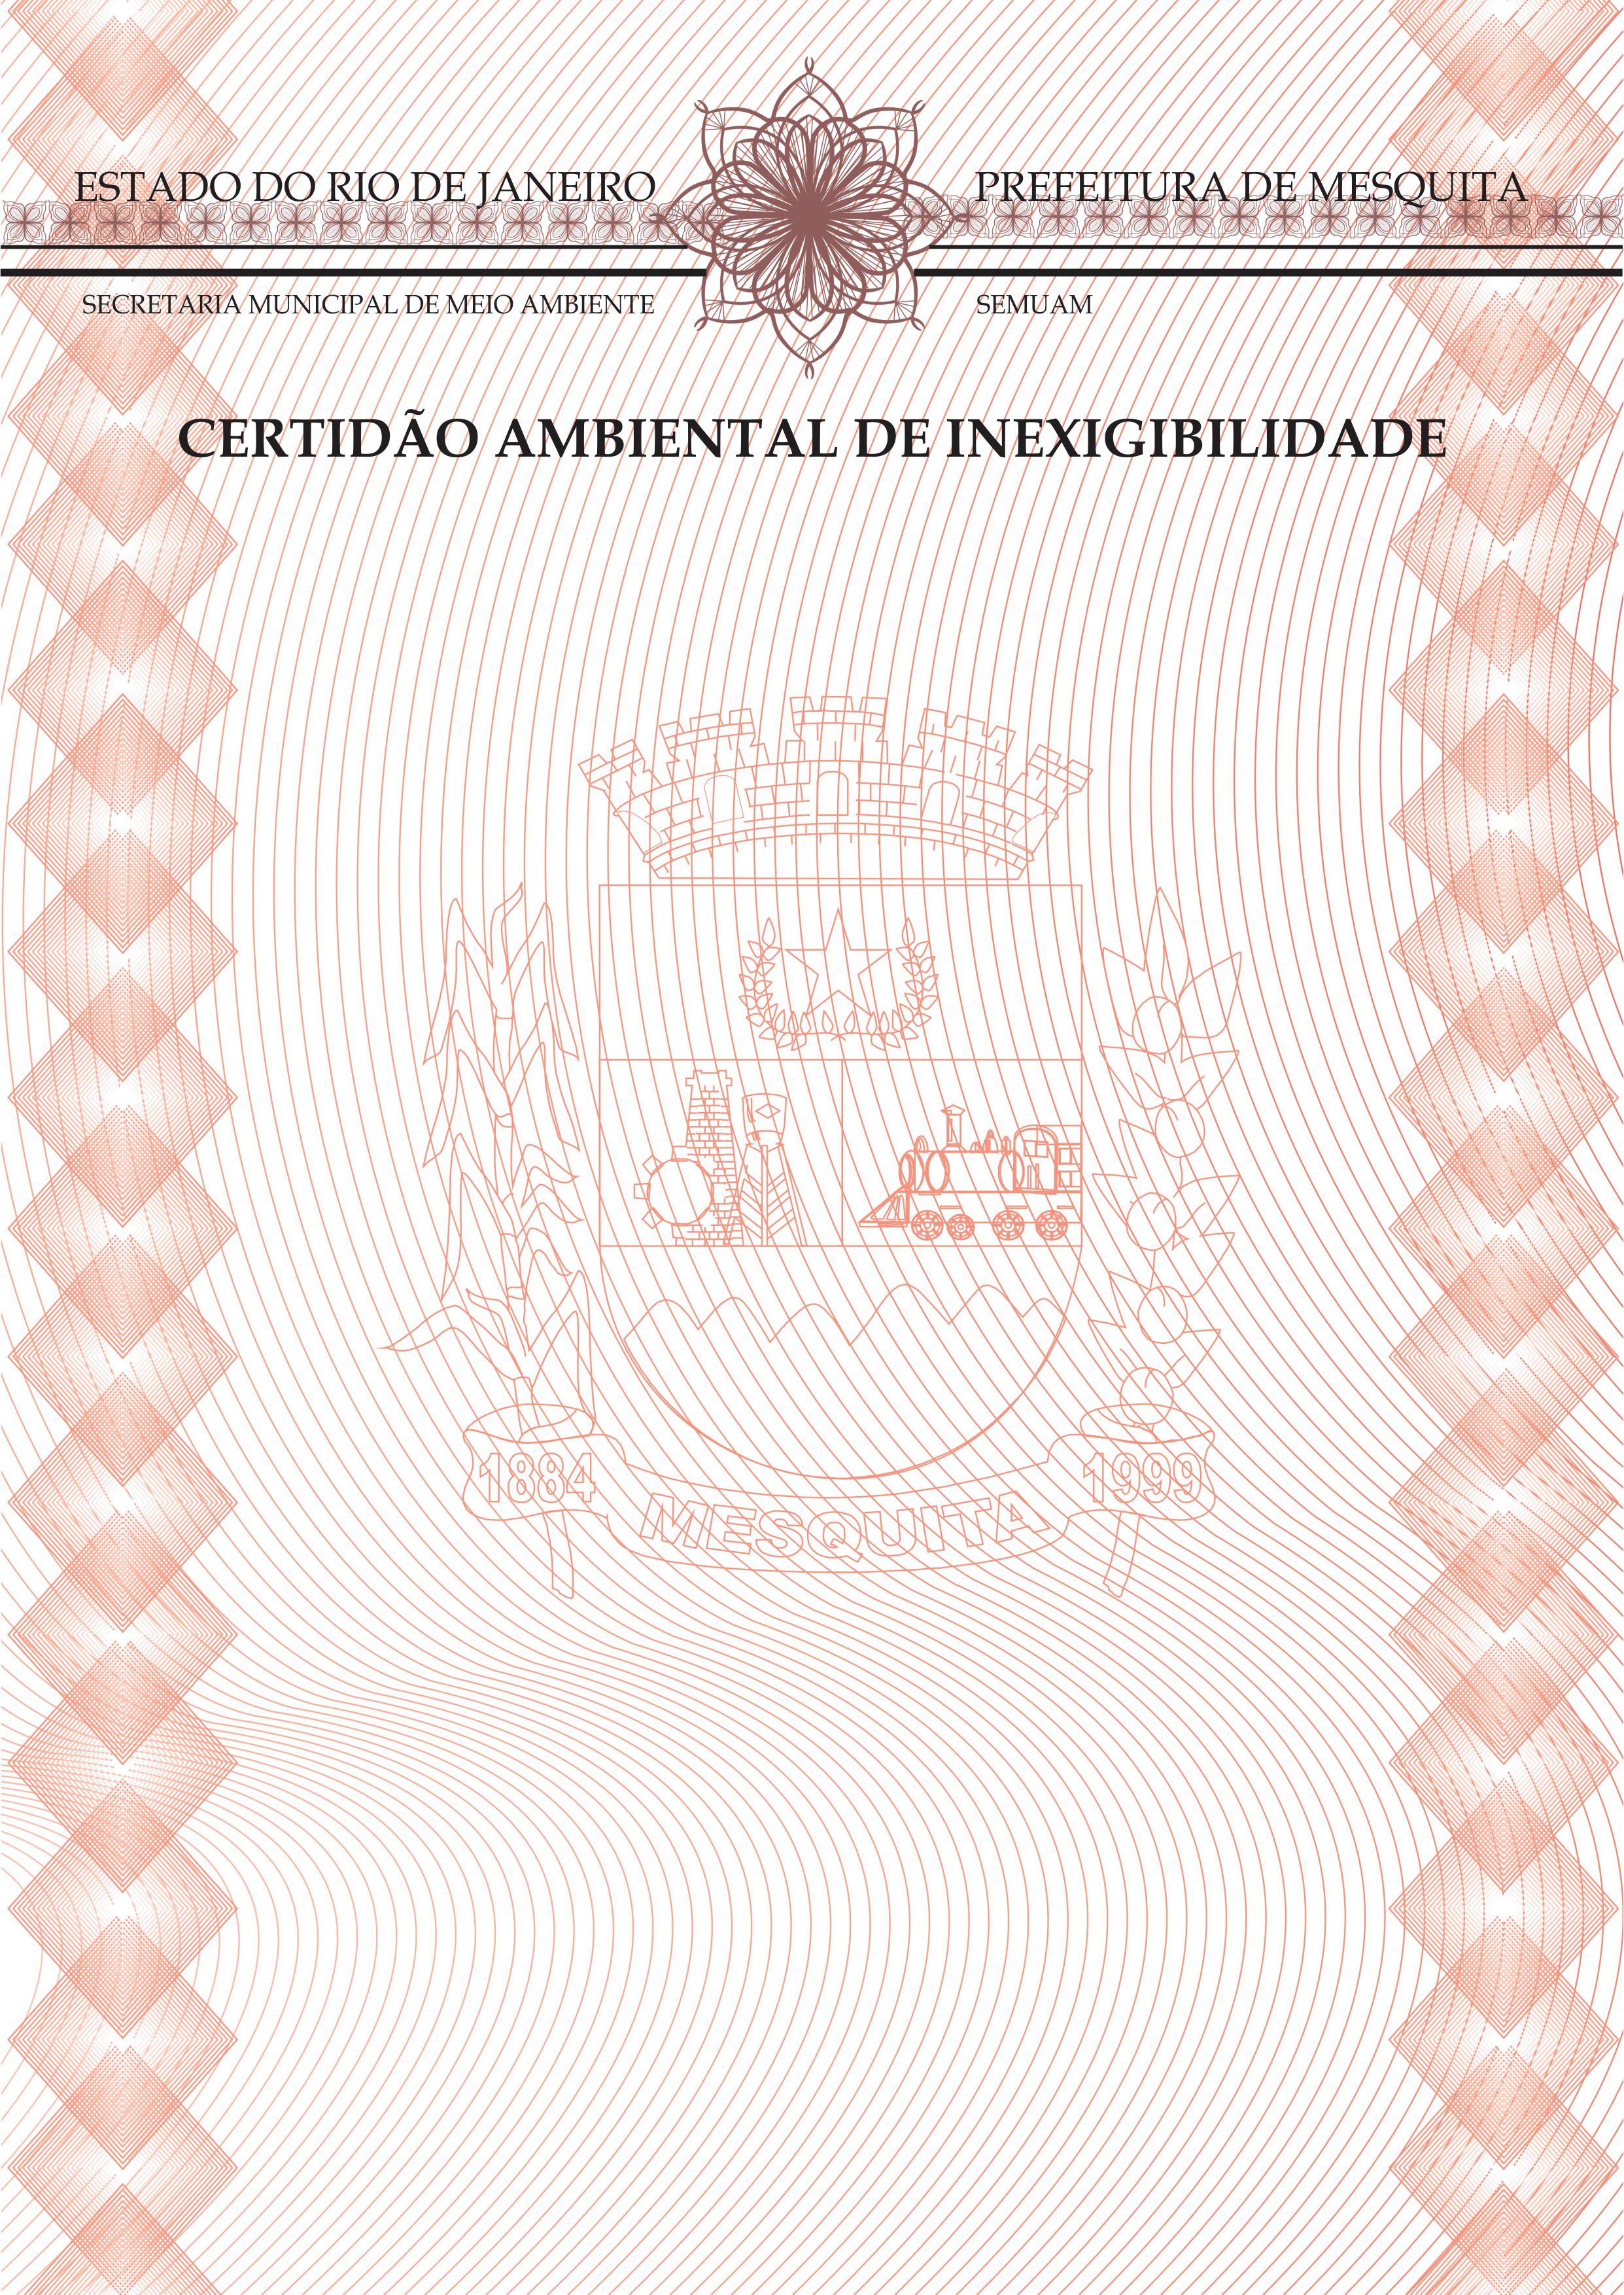 ESTADO DO RIO DE JANEIRO
PREFEITURA DE MESQUITA
SECRETARIA MUNICIPAL DE MEIO AMBIENTE
SEMUAM
CERTIDÃO AMBIENTAL DE INEXIGIBILIDADE
1884
1999
MESQUITA